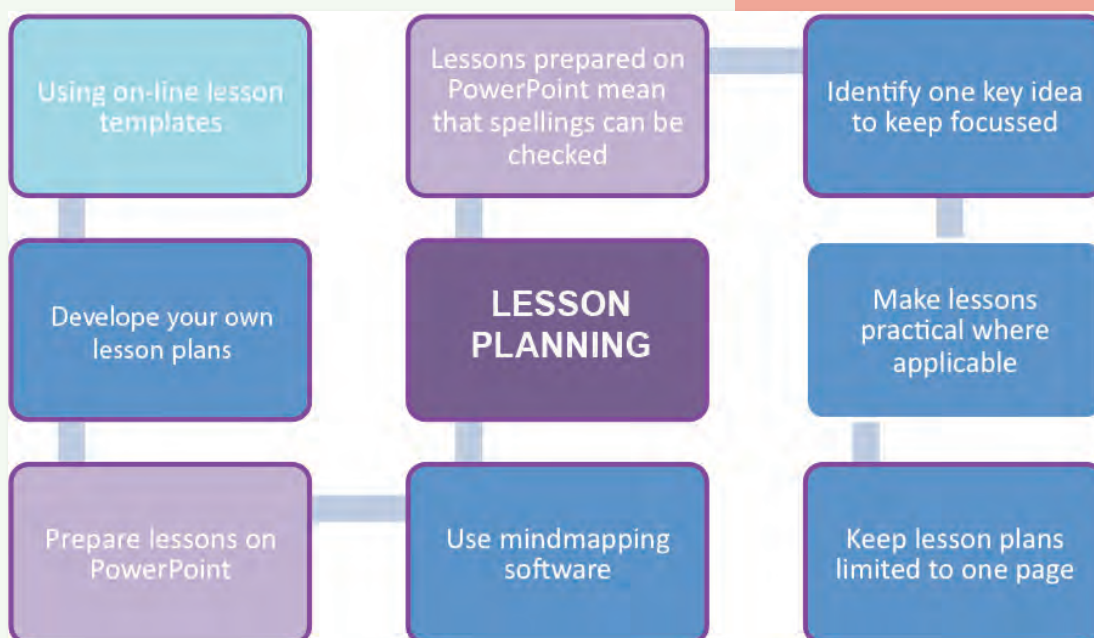 Using on-line lesson
templates
Develope your own
lesson plans
Prepare lessons on
PowerPoint
Use mindmapping
software
LESSON
PLANNING
Lessons prepared on
PowerPoint mean
that spellings can be
checked
Identify one key idea
to keep focussed
Make lessons
practical where
applicable
Keep lesson plans
limited to one page